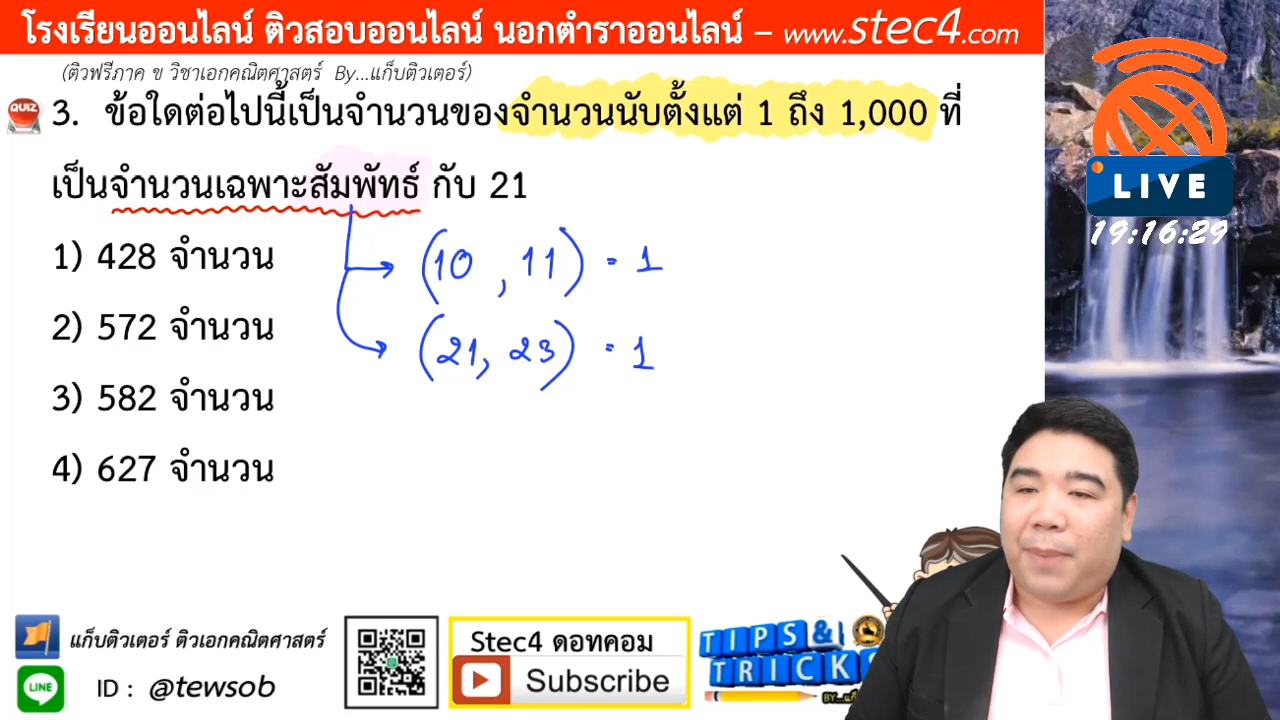 โรงเรียนออนไลน์ ติวสอบออนไลน์ นอกตำราออนไลน์ – www.stec4.com
(ติวฟรีภาค ข วิชาเอกคณิตศาสตร์ By...แก็บติวเตอร์)
QUIZ
3. ข้อใดต่อไปนี้เป็นจำนวนของจำนวนนับตั้งแต่ 1 ถึง 1,000 ที่
เป็นจำนวนเฉพาะสัมพัทธ์ กับ 21
LIVE
19:16:29
1) 428 จำนวน
(10 , 11) = 1
2) 572 จำนวน
(21, 23) = 1
3) 582 จำนวน
4) 627 จำนวน
แก็บติวเตอร์ ติวเอกคณิตศาสตร์
LINE
ID : @tewsob
Stec4 ดอทคอม
Subscribe
TIPS&
TRICKS